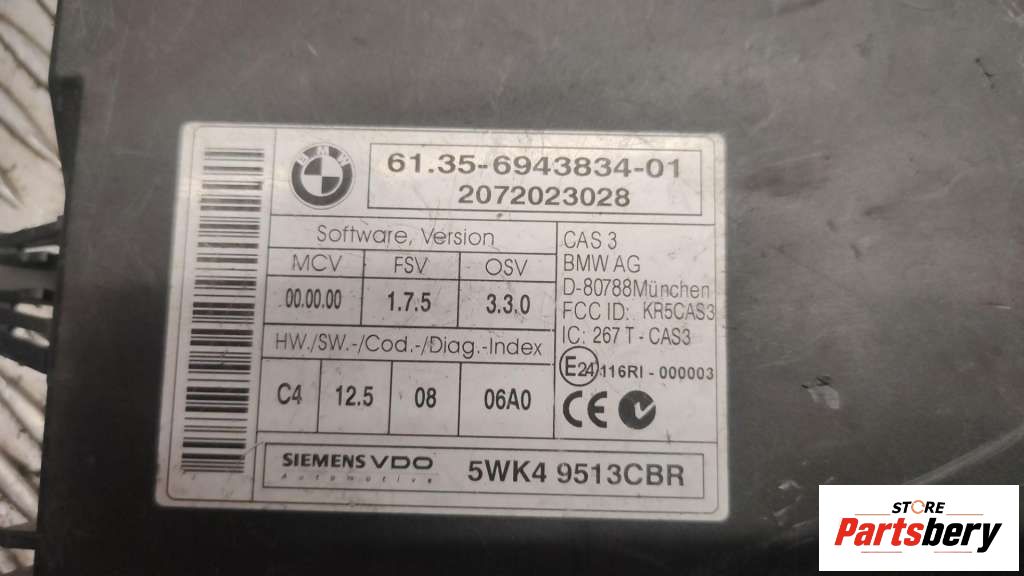 BMW
61.35-6943834-01
2072023028
Software, Version
MCV FSV OSV
00.00.00 1.7.5 3.3.0
HW./SW.-/Cod.-/Diag.-Index
C4 12.5 08 06A0
CAS 3
BMW AG
D-80788München
FCC ID: KR5CAS3
IC: 267 T - CAS3
E24 116RI - 000003
CE
SIEMENS VDO
Automotive
5WK4 9513CBR
STORE
Partsbery